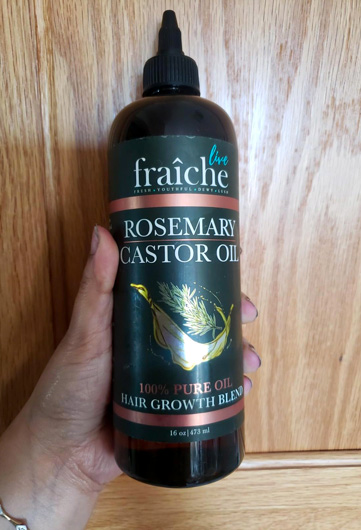 live
fraîche
FRESH • YOUTHFUL • DEWY • LUSH
ROSEMARY
CASTOR OIL
100% PURE OIL
HAIR GROWTH BLEND
16 oz | 473 ml